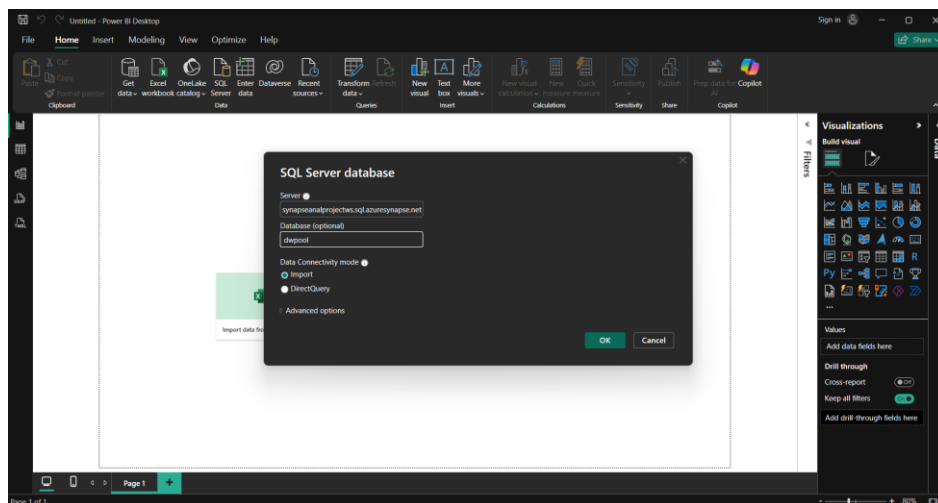 Untitled - Power BI Desktop
Sign in
File Home Insert Modeling View Optimize Help
Share
Paste
Cut
Copy
Format painter
Clipboard
Get data
Excel workbook
OneLake catalog
SQL Server
Enter data
Dataverse
Recent sources
Data
Transform data
Refresh
Queries
New visual
Text box
More visuals
Insert
New visual calculation
New measure
Quick measure
Calculations
Sensitivity
Sensitivity
Publish
Share
Prep data for AI
Copilot
Copilot
SQL Server database
Server
synapseanalprojectws.sql.azuresynapse.net
Database (optional)
dwpool
Data Connectivity mode
Import
DirectQuery
Advanced options
OK Cancel
Import data fro
Filters
Visualizations
Data
Build visual
R
Py
Values
Add data fields here
Drill through
Cross-report
Off
Keep all filters
On
Add drill-through fields here
Page 1
Page 1 of 1
80%